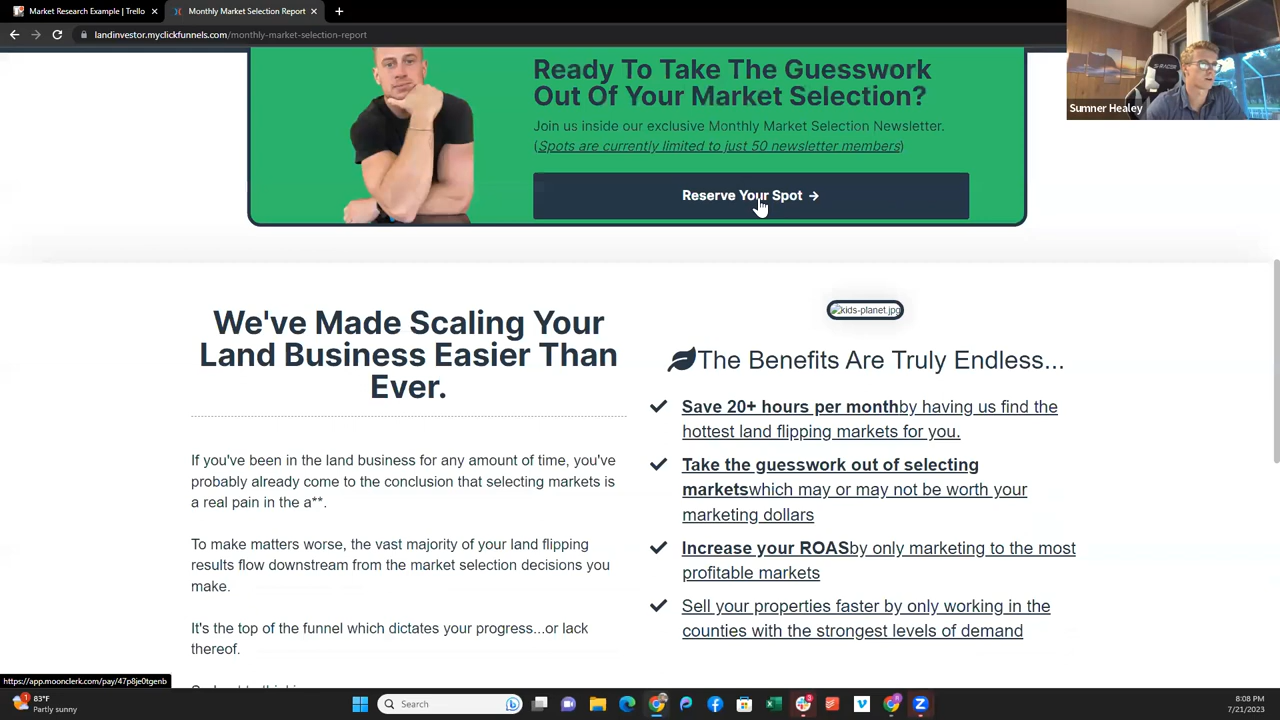 Market Research Example | Trello
Monthly Market Selection Report
landinvestor.myclickfunnels.com/monthly-market-selection-report
Sumner Healey
Ready To Take The Guesswork
Out Of Your Market Selection?
Join us inside our exclusive Monthly Market Selection Newsletter.
(Spots are currently limited to just 50 newsletter members)
Reserve Your Spot →
We've Made Scaling Your
Land Business Easier Than
Ever.
If you've been in the land business for any amount of time, you've
probably already come to the conclusion that selecting markets is
a real pain in the a**.
To make matters worse, the vast majority of your land flipping
results flow downstream from the market selection decisions you
make.
It's the top of the funnel which dictates your progress...or lack
thereof.
kids-planet.jpg
The Benefits Are Truly Endless...
Save 20+ hours per monthby having us find the
hottest land flipping markets for you.
Take the guesswork out of selecting
marketswhich may or may not be worth your
marketing dollars
Increase your ROASby only marketing to the most
profitable markets
Sell your properties faster by only working in the
counties with the strongest levels of demand
https://app.moonclerk.com/pay/47p8je0tgenb
83°F
Partly sunny
Search
8:08 PM
7/21/2023